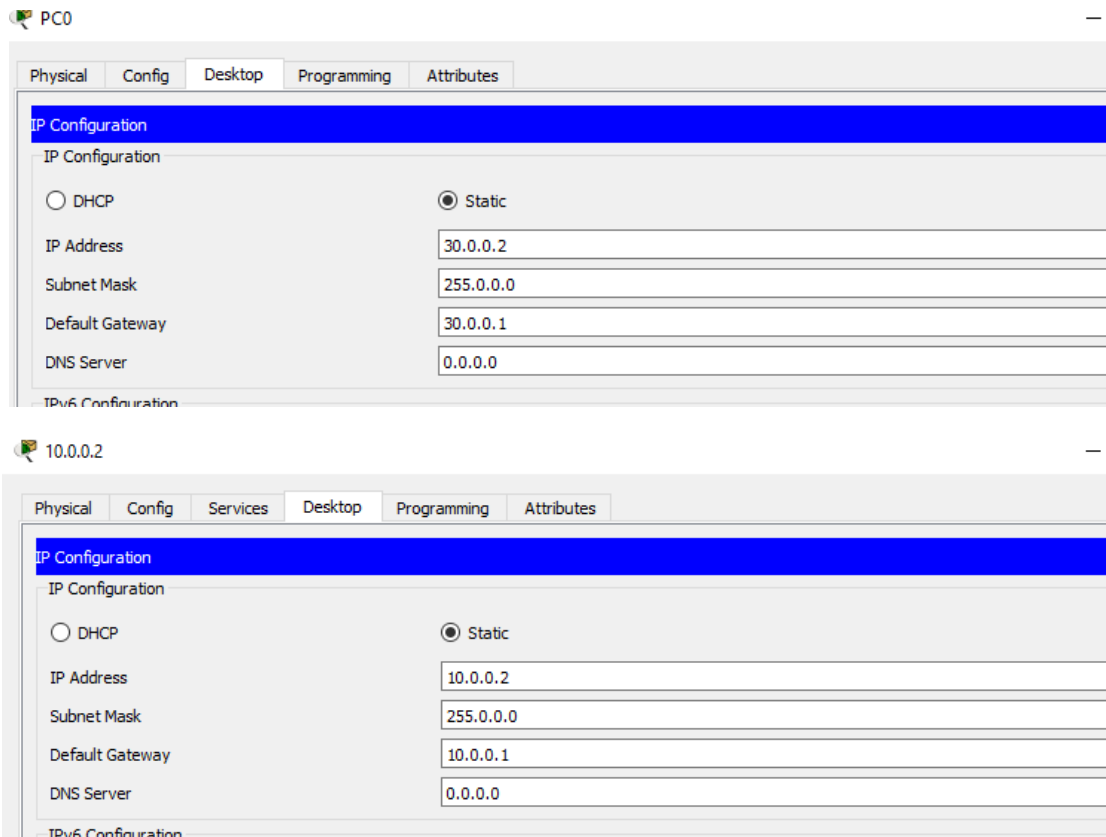 PC0
Physical Config Desktop Programming Attributes
IP Configuration
IP Configuration
DHCP Static
IP Address 30.0.0.2
Subnet Mask 255.0.0.0
Default Gateway 30.0.0.1
DNS Server 0.0.0.0
IPv6 Configuration
10.0.0.2
Physical Config Services Desktop Programming Attributes
IP Configuration
IP Configuration
DHCP Static
IP Address 10.0.0.2
Subnet Mask 255.0.0.0
Default Gateway 10.0.0.1
DNS Server 0.0.0.0
IPv6 Configuration